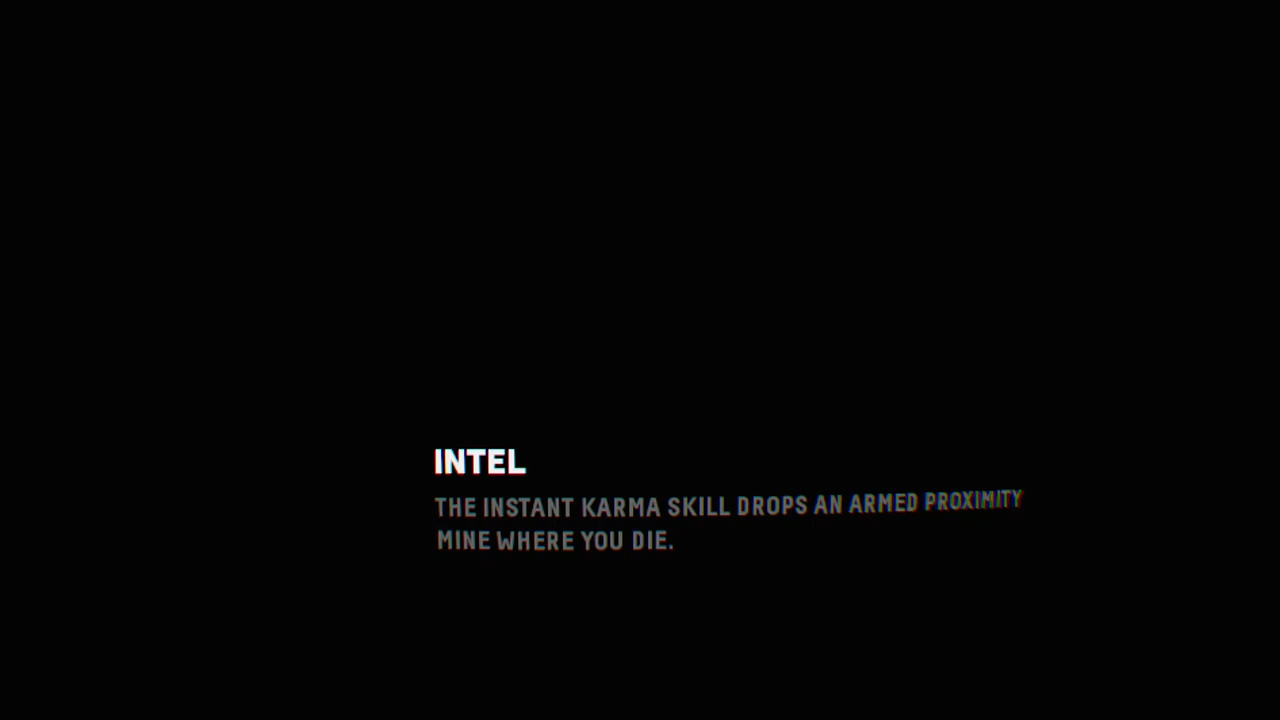 INTEL
THE INSTANT KARMA SKILL DROPS AN ARMED PROXIMITY
MINE WHERE YOU DIE.